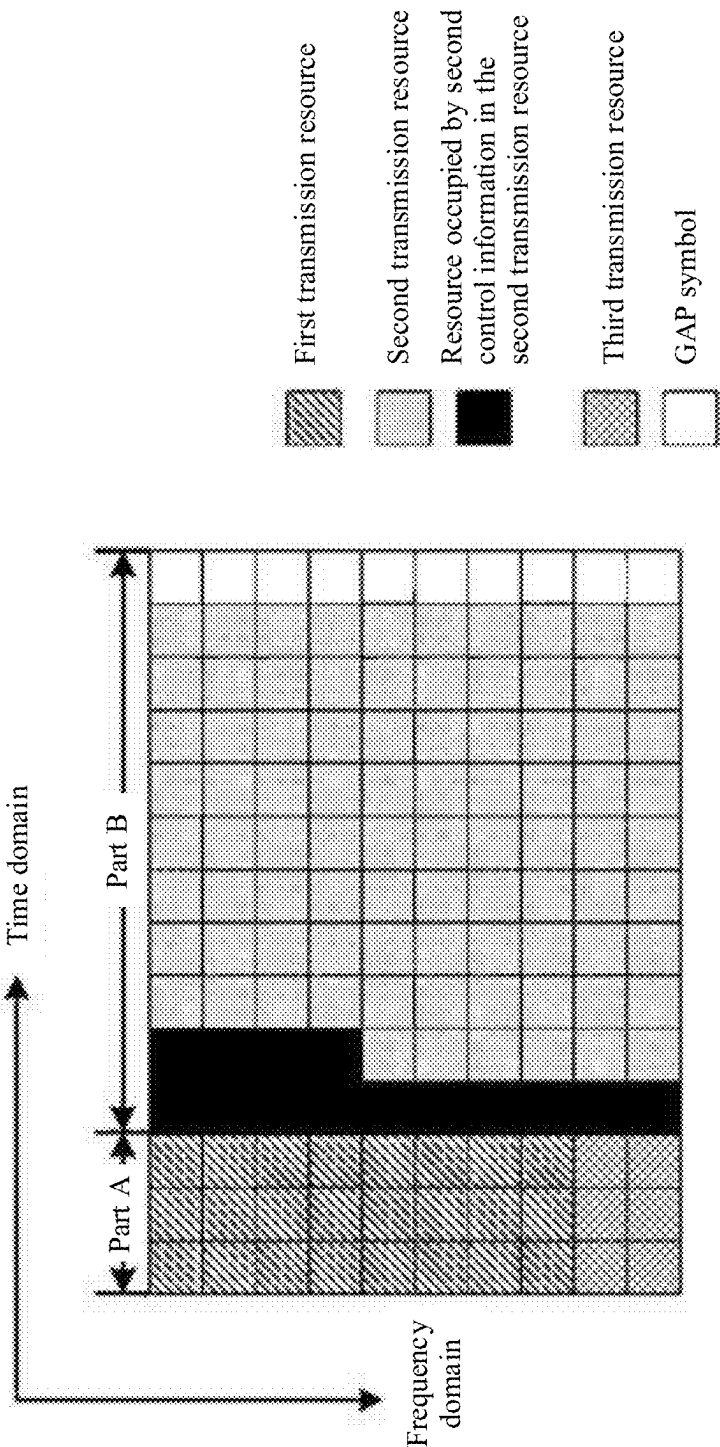 Time domain
Frequency
domain
Part A
Part B
First transmission resource
Second transmission resource
Resource occupied by second
control information in the
second transmission resource
Third transmission resource
GAP symbol